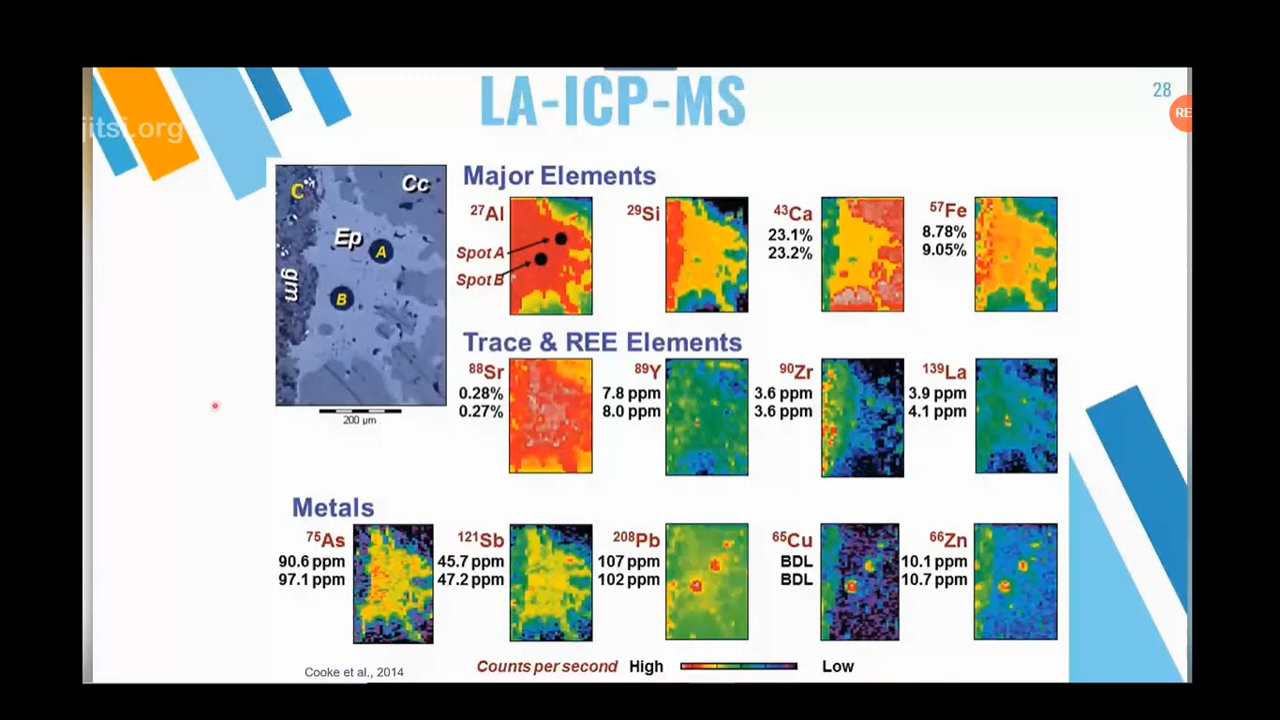 LA-ICP-MS
28
RE
jitsi.org
C
Cc
Ep
A
B
gm
200 µm
Major Elements
27Al
Spot A
Spot B
29Si
43Ca
23.1%
23.2%
57Fe
8.78%
9.05%
Trace & REE Elements
88Sr
0.28%
0.27%
89Y
7.8 ppm
8.0 ppm
90Zr
3.6 ppm
3.6 ppm
139La
3.9 ppm
4.1 ppm
Metals
75As
90.6 ppm
97.1 ppm
121Sb
45.7 ppm
47.2 ppm
208Pb
107 ppm
102 ppm
65Cu
BDL
BDL
66Zn
10.1 ppm
10.7 ppm
Cooke et al., 2014
Counts per second High Low